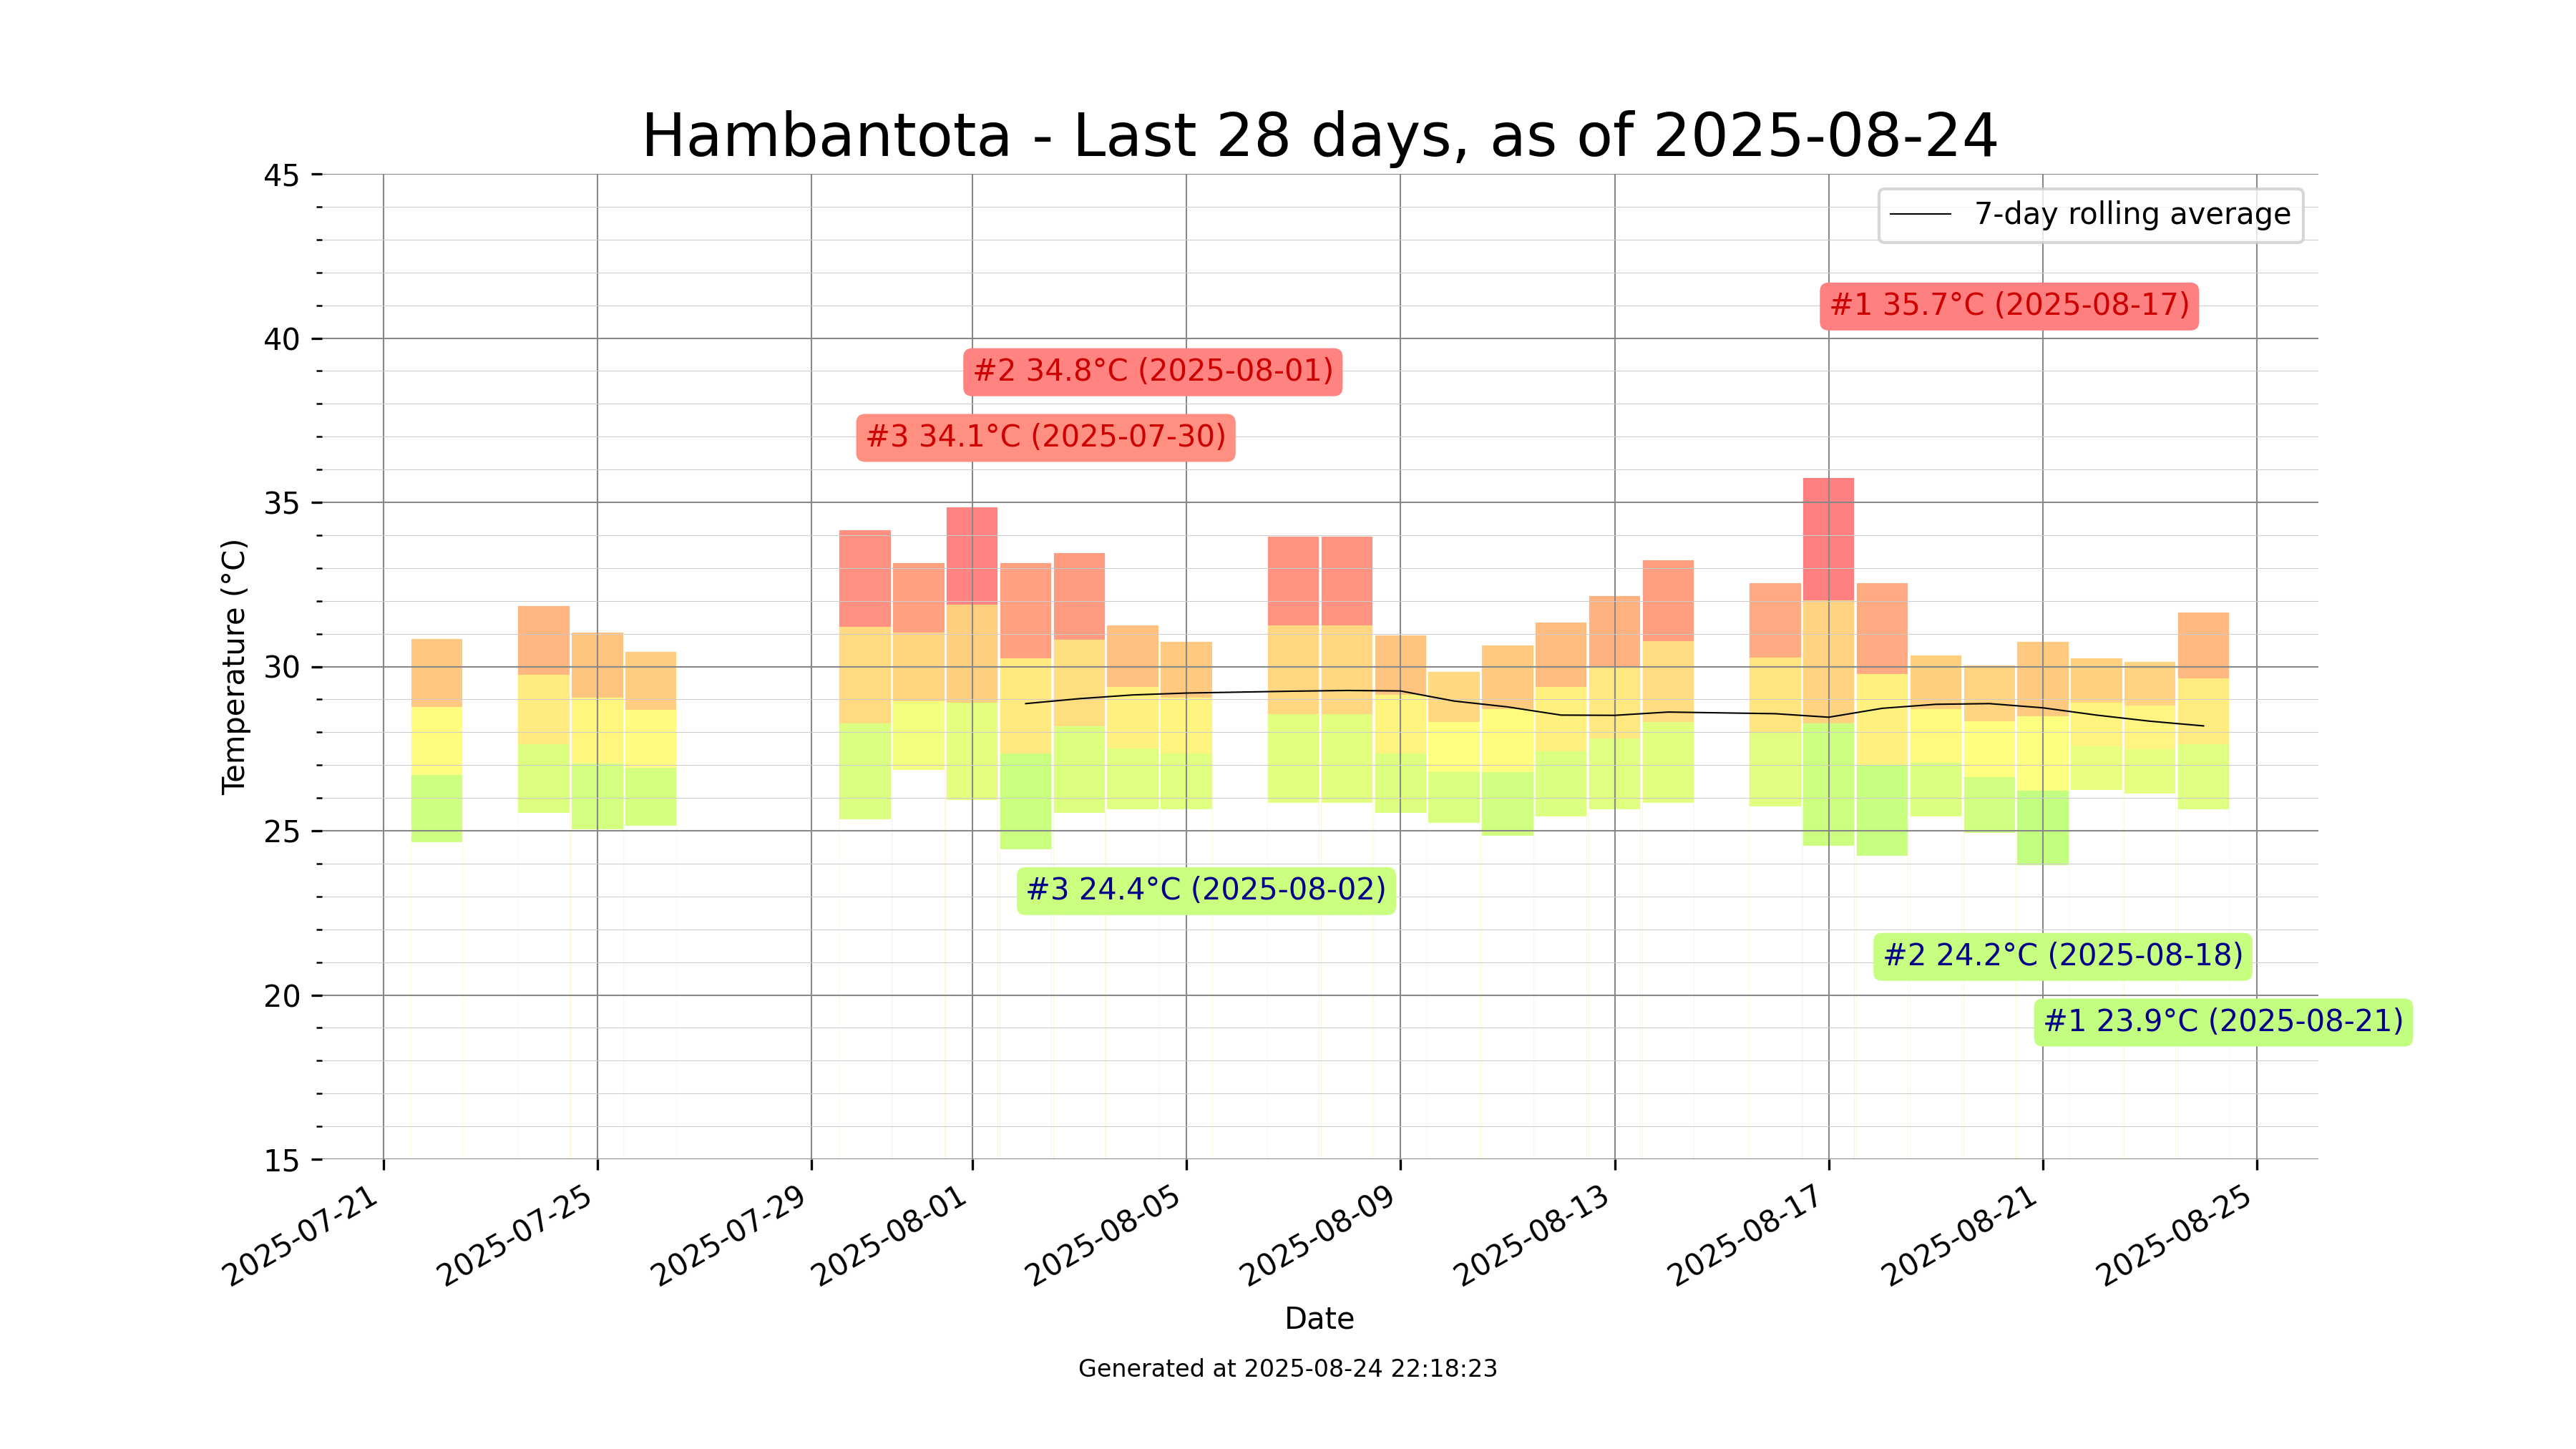 Hambantota - Last 28 days, as of 2025-08-24
7-day rolling average
#1 35.7°C (2025-08-17)
#2 34.8°C (2025-08-01)
#3 34.1°C (2025-07-30)
#3 24.4°C (2025-08-02)
#2 24.2°C (2025-08-18)
#1 23.9°C (2025-08-21)
Temperature (°C)
45
40
35
30
25
20
15
2025-07-21
2025-07-25
2025-07-29
2025-08-01
2025-08-05
2025-08-09
2025-08-13
2025-08-17
2025-08-21
2025-08-25
Date
Generated at 2025-08-24 22:18:23